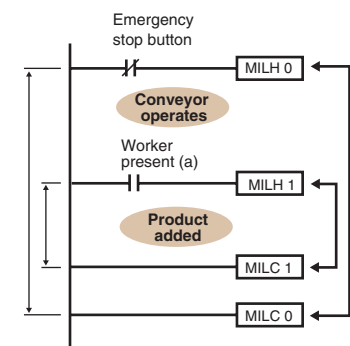 Emergency
stop button
MILH 0
Conveyor
operates
Worker
present (a)
MILH 1
Product
added
MILC 1
MILC 0